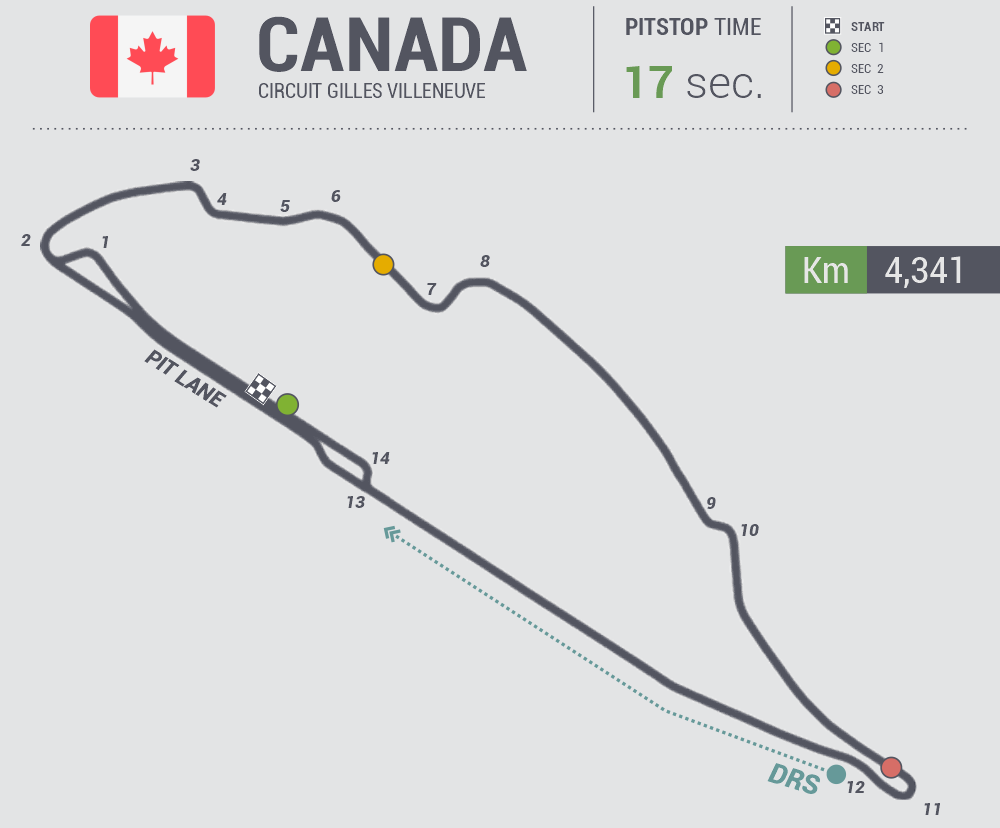 CANADA
CIRCUIT GILLES VILLENEUVE
PITSTOP TIME
17 sec.
START
SEC 1
SEC 2
SEC 3
Km 4,341
1
2
3
4
5
6
7
8
9
10
11
12
13
14
PIT LANE
DRS